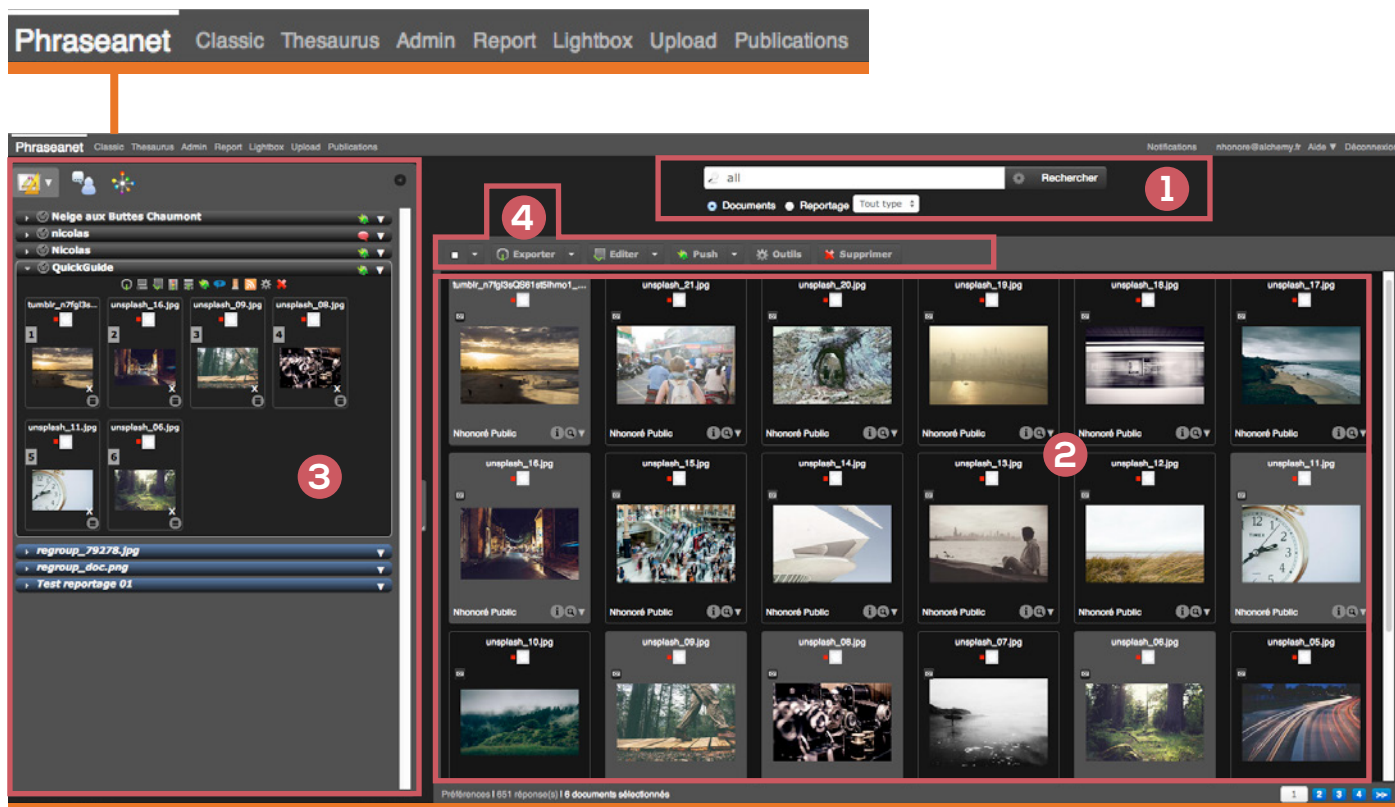 Phraseanet Classic Thesaurus Admin Report Lightbox Upload Publications
Phraseanet Classic Thesaurus Admin Report Lightbox Upload Publications
Notifications nhonore@alchemy.fr Aide Déconnexion
all
Rechercher
1
Documents Reportage Tout type
4
Exporter Editer Push Outils Supprimer
Neige aux Buttes Chaumont
nicolas
Nicolas
QuickGuide
tumblr_n7fgl3s... unsplash_16.jpg unsplash_09.jpg unsplash_08.jpg
1 2 3 4
unsplash_11.jpg unsplash_06.jpg
5 6
3
regroup_79278.jpg
regroup_doc.png
Test reportage 01
unsplash_21.jpg unsplash_20.jpg unsplash_19.jpg unsplash_18.jpg unsplash_17.jpg
Nhonoré Public Nhonoré Public Nhonoré Public Nhonoré Public Nhonoré Public Nhonoré Public
2
unsplash_16.jpg unsplash_15.jpg unsplash_14.jpg unsplash_13.jpg unsplash_12.jpg unsplash_11.jpg
Nhonoré Public Nhonoré Public Nhonoré Public Nhonoré Public Nhonoré Public Nhonoré Public
unsplash_10.jpg unsplash_09.jpg unsplash_08.jpg unsplash_07.jpg unsplash_06.jpg unsplash_05.jpg
Préférences | 651 réponse(s) | 6 documents sélectionnés
1 2 3 4 >>